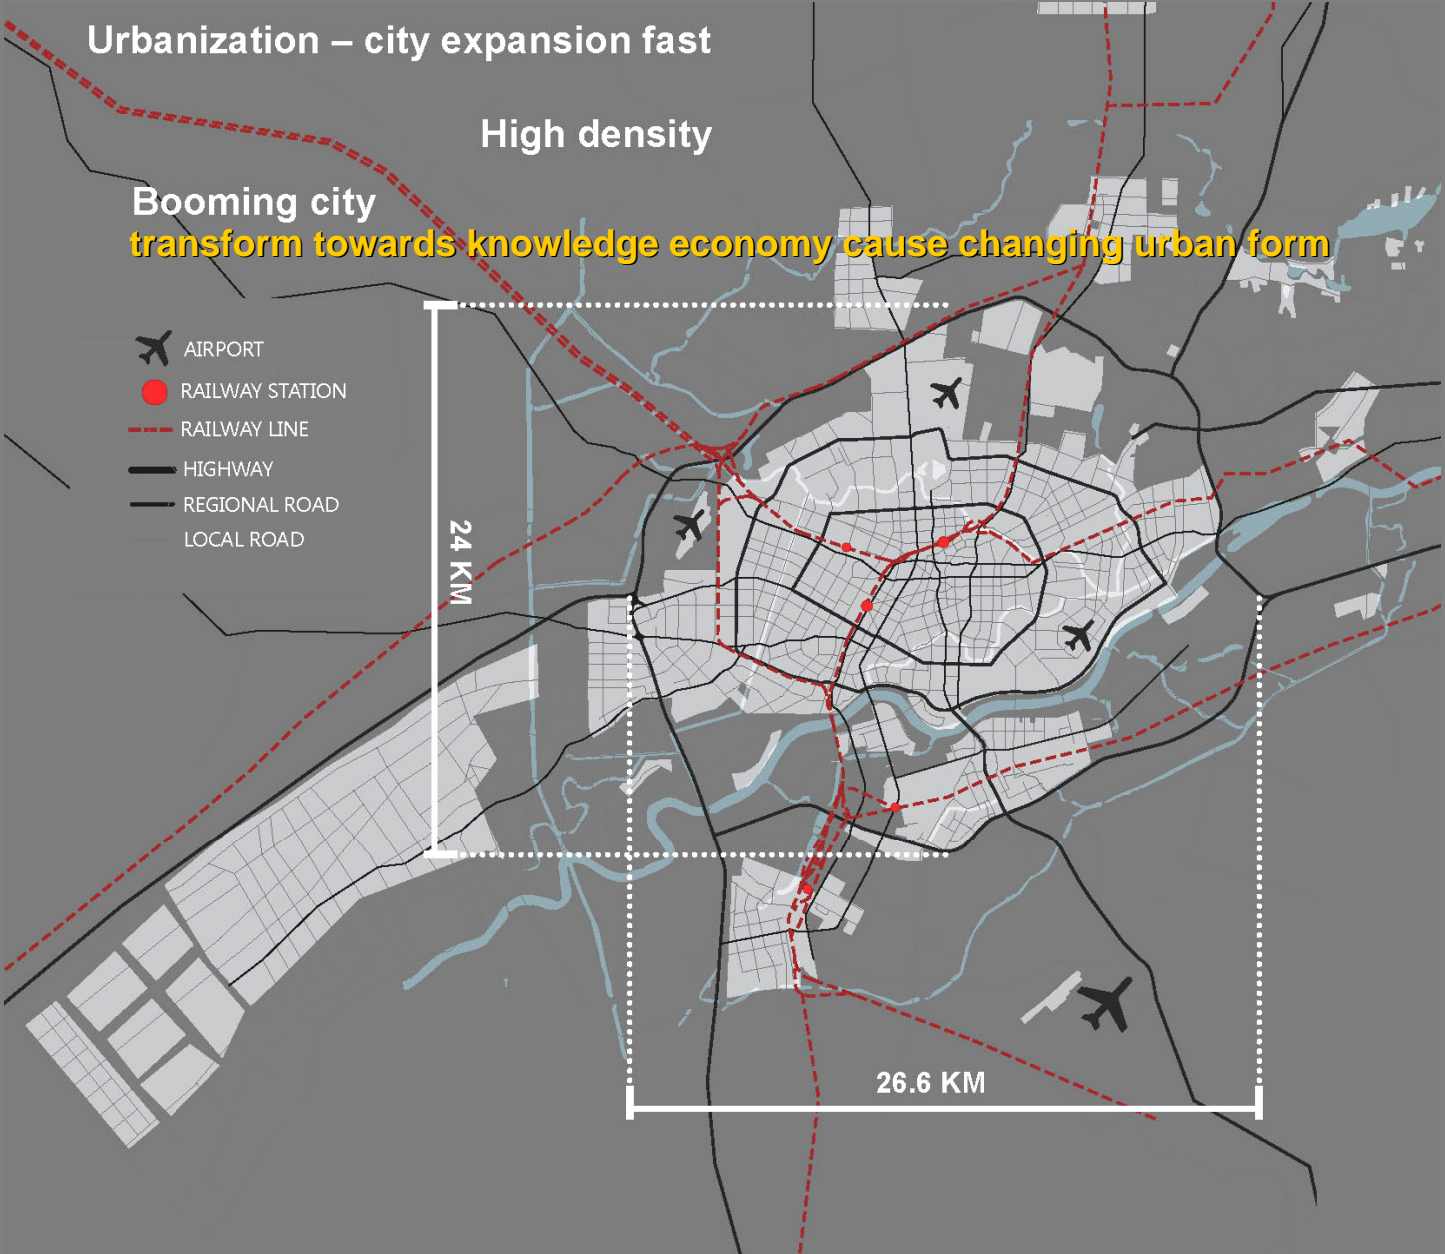 Urbanization – city expansion fast
High density
Booming city
transform towards knowledge economy cause changing urban form
AIRPORT
RAILWAY STATION
RAILWAY LINE
HIGHWAY
REGIONAL ROAD
LOCAL ROAD
24 KM
26.6 KM